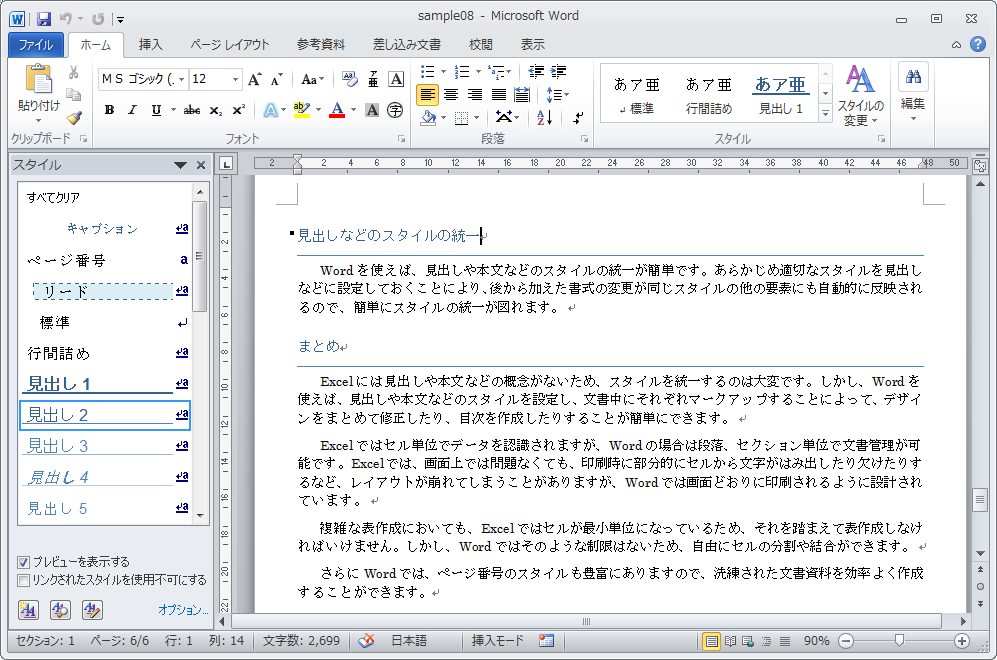 sample08 - Microsoft Word
ファイル ホーム 挿入 ページ レイアウト 参考資料 差し込み文書 校閲 表示
貼り付け
クリップボード
ＭＳ ゴシック (. 12
フォント
段落
あア亜 あア亜 あア亜
標準 行間詰め 見出し 1
スタイルの
変更
スタイル
編集
スタイル
すべてクリア
キャプション
ページ番号
リード
標準
行間詰め
見出し 1
見出し 2
見出し 3
見出し 4
見出し 5
プレビューを表示する
リンクされたスタイルを使用不可にする
オプション...
2 2 4 6 8 10 12 14 16 18 20 22 24 26 28 30 32 34 36 38 40 42 44 46 48 50
見出しなどのスタイルの統一
Word を使えば、見出しや本文などのスタイルの統一が簡単です。あらかじめ適切なスタイルを見出し
などに設定しておくことにより、後から加えた書式の変更が同じスタイルの他の要素にも自動的に反映され
るので、簡単にスタイルの統一が図れます。
まとめ
Excel には見出しや本文などの概念がないため、スタイルを統一するのは大変です。しかし、Word を
使えば、見出しや本文などのスタイルを設定し、文書中にそれぞれマークアップすることによって、デザイ
ンをまとめて修正したり、目次を作成したりすることが簡単にできます。
Excel ではセル単位でデータを認識されますが、Word の場合は段落、セクション単位で文書管理が可
能です。Excel では、画面上では問題なくても、印刷時に部分的にセルから文字がはみ出したり欠けたりす
るなど、レイアウトが崩れてしまうことがありますが、Word では画面どおりに印刷されるように設計され
ています。
複雑な表作成においても、Excel ではセルが最小単位になっているため、それを踏まえて表作成しなけ
ればいけません。しかし、Word ではそのような制限はないため、自由にセルの分割や結合ができます。
さらに Word では、ページ番号のスタイルも豊富にありますので、洗練された文書資料を効率よく作成
することができます。
セクション: 1 ページ: 6/6 行: 1 列: 14 文字数: 2,699 日本語 挿入モード 90%